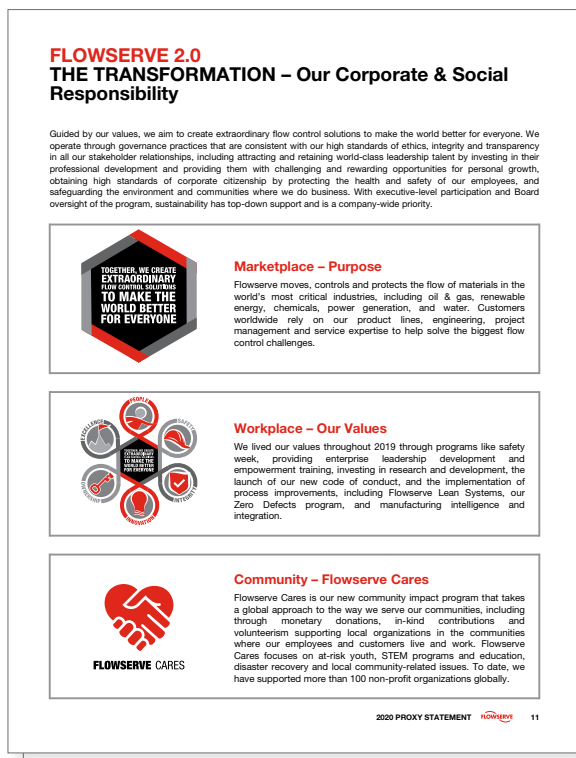 FLOWSERVE 2.0
THE TRANSFORMATION – Our Corporate & Social
Responsibility
Guided by our values, we aim to create extraordinary flow control solutions to make the world better for everyone. We
operate through governance practices that are consistent with our high standards of ethics, integrity and transparency
in all our stakeholder relationships, including attracting and retaining world-class leadership talent by investing in their
professional development and providing them with challenging and rewarding opportunities for personal growth,
obtaining high standards of corporate citizenship by protecting the health and safety of our employees, and
safeguarding the environment and communities where we do business. With executive-level participation and Board
oversight of the program, sustainability has top-down support and is a company-wide priority.
TOGETHER, WE CREATE
EXTRAORDINARY
FLOW CONTROL SOLUTIONS
TO MAKE THE
WORLD BETTER
FOR EVERYONE
Marketplace – Purpose
Flowserve moves, controls and protects the flow of materials in the
world's most critical industries, including oil & gas, renewable
energy, chemicals, power generation, and water. Customers
worldwide rely on our product lines, engineering, project
management and service expertise to help solve the biggest flow
control challenges.
PEOPLE
SAFETY
INTEGRITY
INNOVATION
OWNERSHIP
EXCELLENCE
TOGETHER, WE CREATE
EXTRAORDINARY
FLOW CONTROL SOLUTIONS
TO MAKE THE
WORLD BETTER
FOR EVERYONE
Workplace – Our Values
We lived our values throughout 2019 through programs like safety
week, providing enterprise leadership development and
empowerment training, investing in research and development, the
launch of our new code of conduct, and the implementation of
process improvements, including Flowserve Lean Systems, our
Zero Defects program, and manufacturing intelligence and
integration.
FLOWSERVE CARES
Community – Flowserve Cares
Flowserve Cares is our new community impact program that takes
a global approach to the way we serve our communities, including
through monetary donations, in-kind contributions and
volunteerism supporting local organizations in the communities
where our employees and customers live and work. Flowserve
Cares focuses on at-risk youth, STEM programs and education,
disaster recovery and local community-related issues. To date, we
have supported more than 100 non-profit organizations globally.
2020 PROXY STATEMENT FLOWSERVE 11